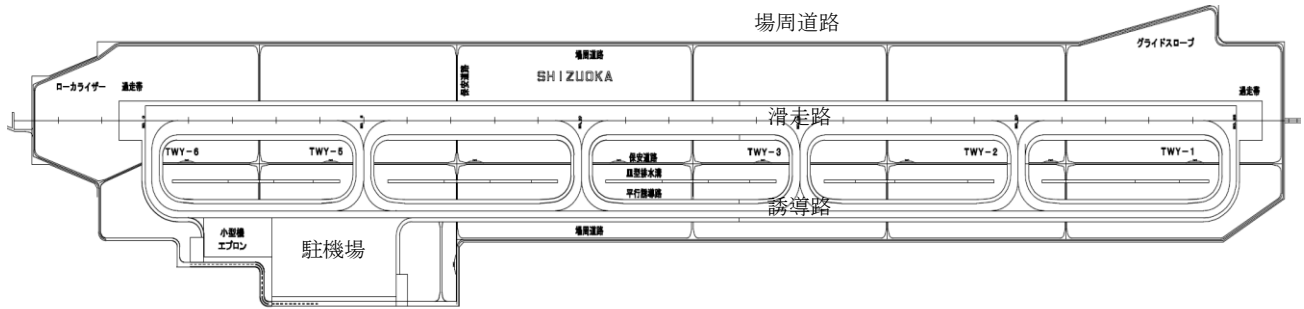 場周道路
グライドスロープ
場周道路
SHIZUOKA
保安道路
ローカライザー
過走帯
過走帯
滑走路
TWY-6
TWY-5
TWY-3
TWY-2
TWY-1
保安道路
皿型排水溝
平行誘導路
誘導路
小型機
エプロン
駐機場
場周道路